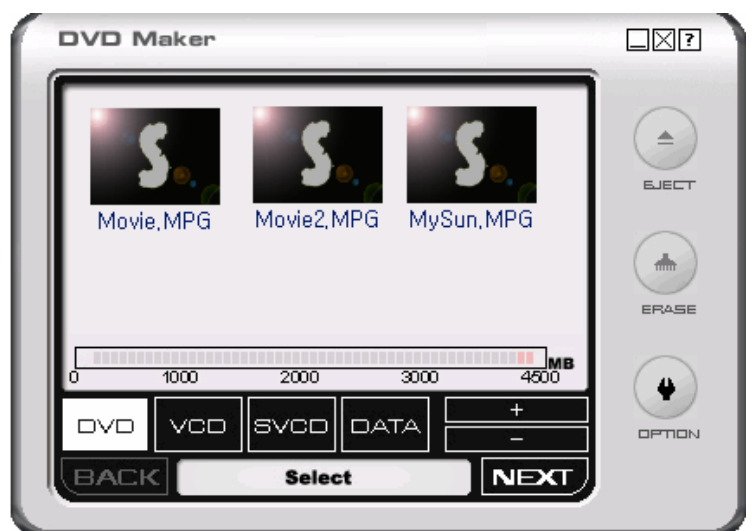 DVD Maker
?
S S S
Movie,MPG Movie2,MPG MySun,MPG
EJECT
ERASE
MB
0 1000 2000 3000 4500
DVD VCD SVCD DATA + −
OPTION
BACK Select NEXT